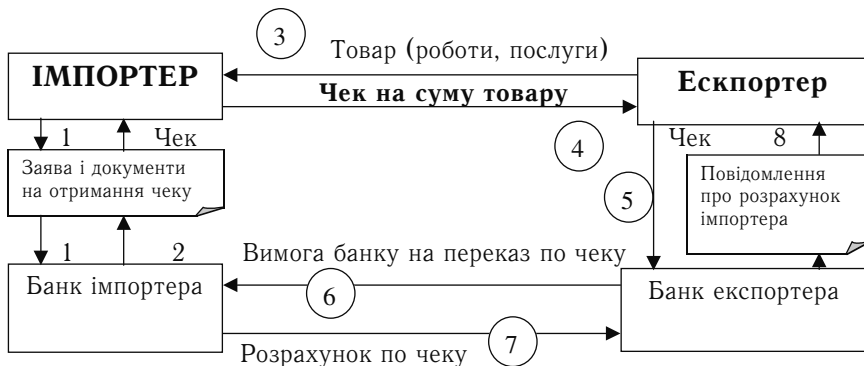 3
Товар (роботи, послуги)
ІМПОРТЕР
Ескпортер
Чек на суму товару
1
Чек
4
Чек
8
Заява і документи
на отримання чеку
5
Повідомлення
про розрахунок
імпортера
1
2
Вимога банку на переказ по чеку
Банк імпортера
6
Банк експортера
7
Розрахунок по чеку